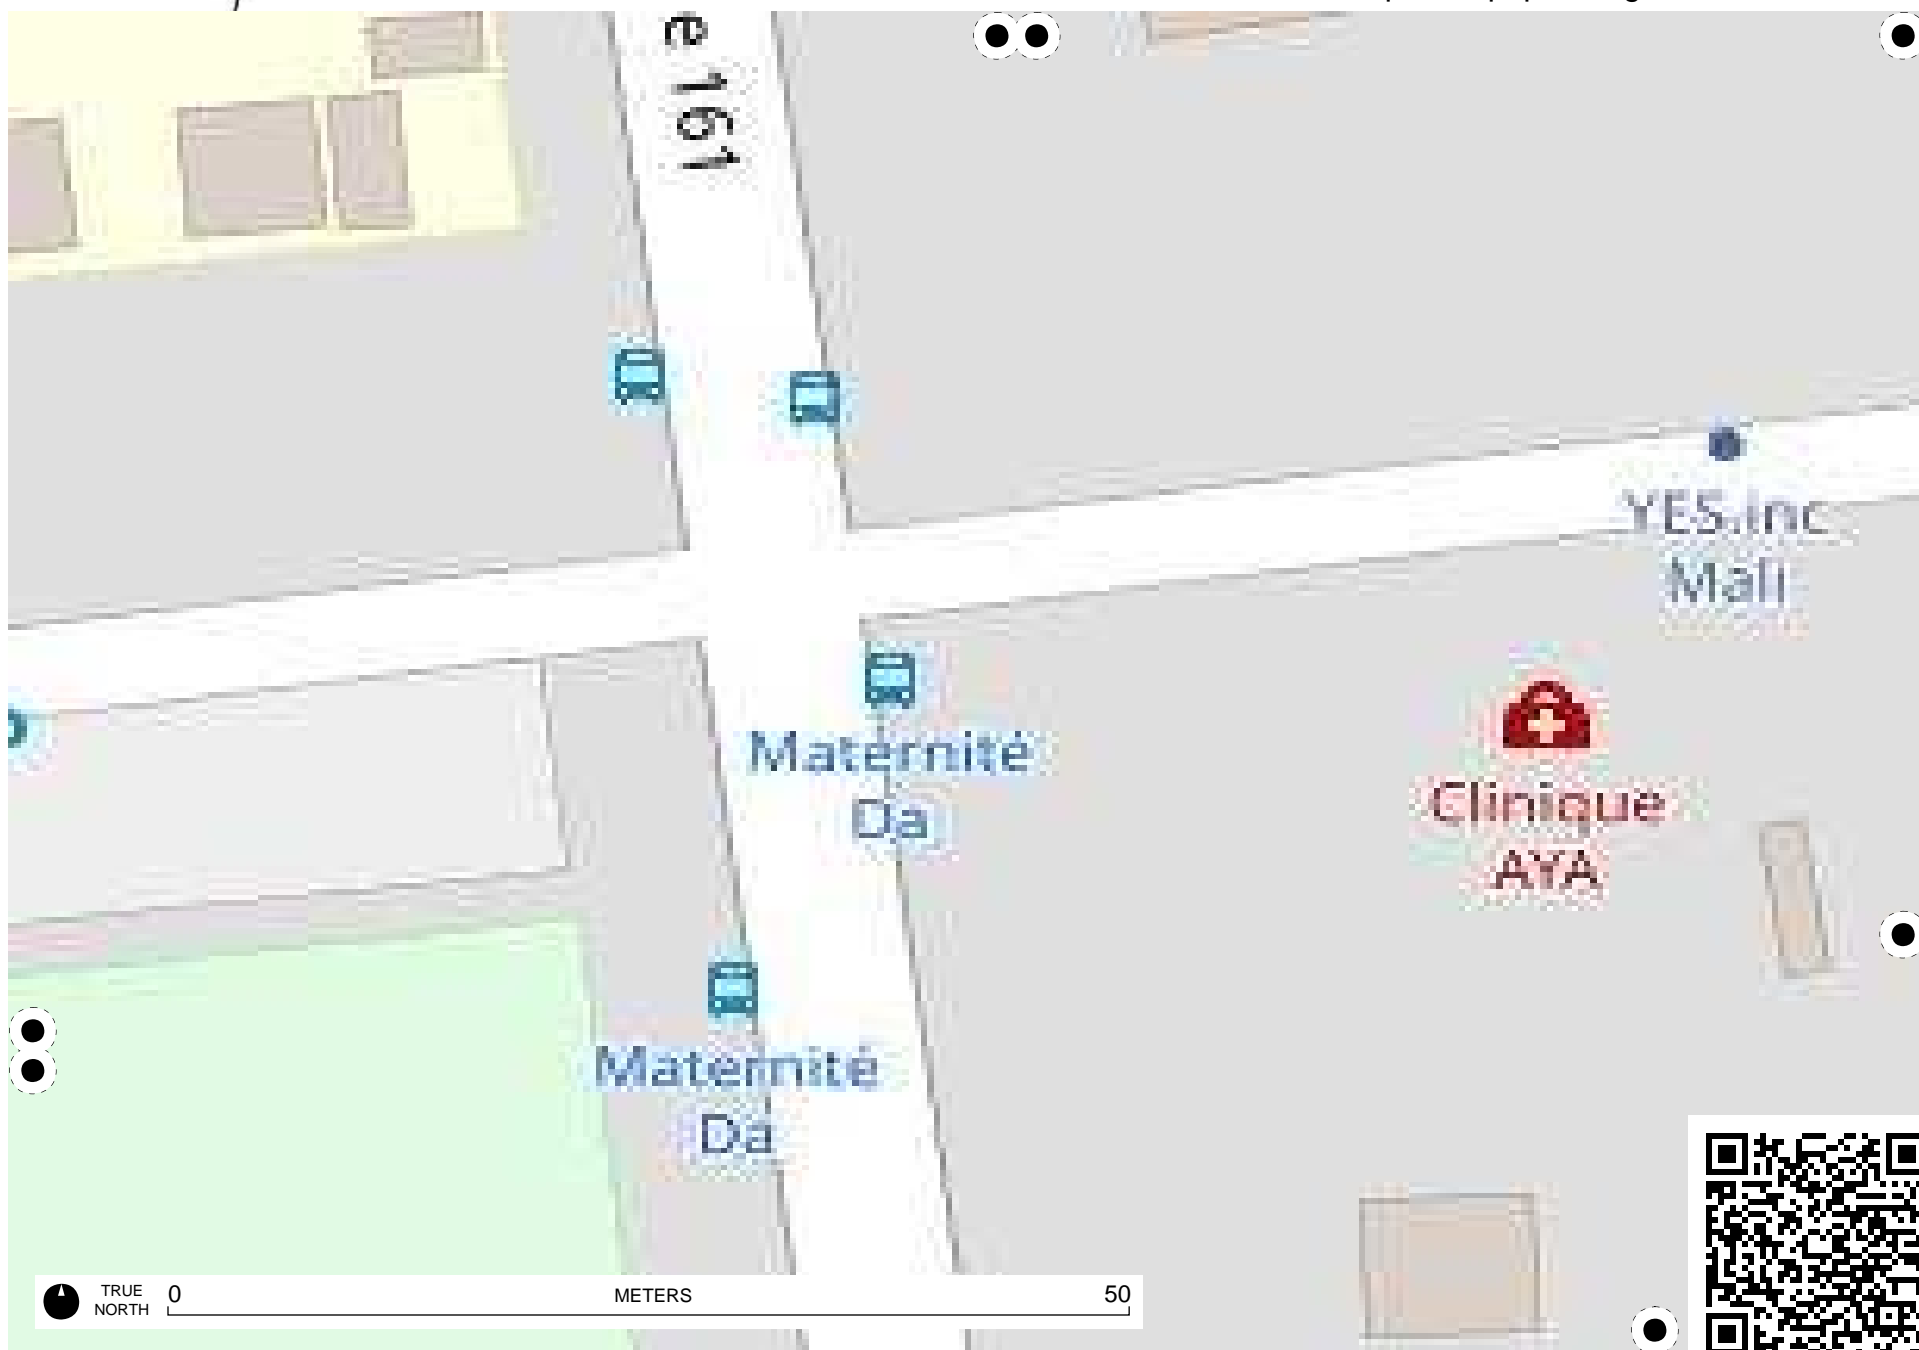 e 161
YES.inc
Mali
Maternité
Da
Clinique
AYA
Maternité
Da
TRUE
NORTH
0
METERS
50